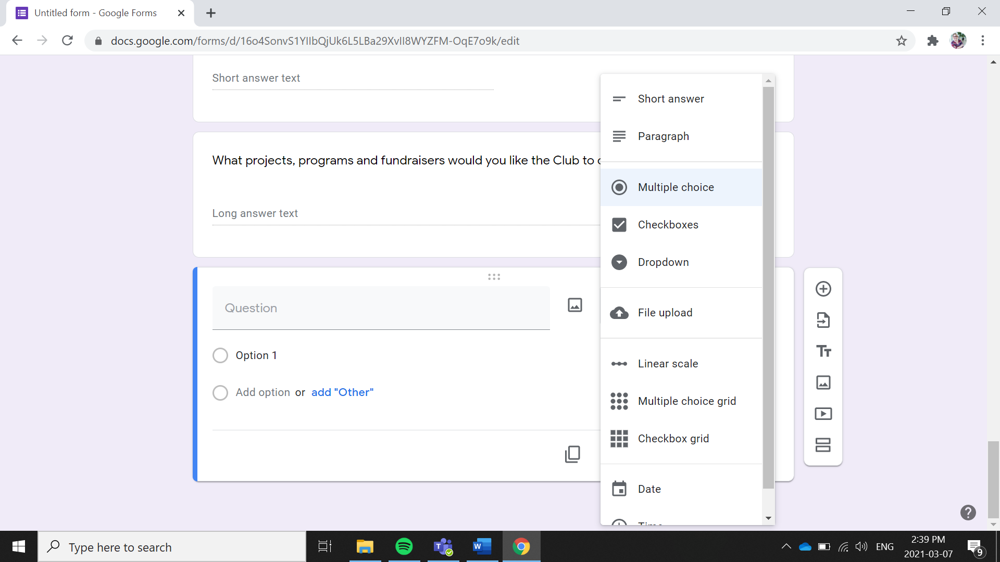 Untitled form - Google Forms
docs.google.com/forms/d/16o4SonvS1YIIbQjUk6L5LBa29XvII8WYZFM-OqE7o9k/edit
Short answer text
What projects, programs and fundraisers would you like the Club to
Long answer text
Question
Option 1
Add option or add "Other"
Short answer
Paragraph
Multiple choice
Checkboxes
Dropdown
File upload
Linear scale
Multiple choice grid
Checkbox grid
Date
Time
Tt
?
Type here to search
T
W
ENG
2:39 PM
2021-03-07
9